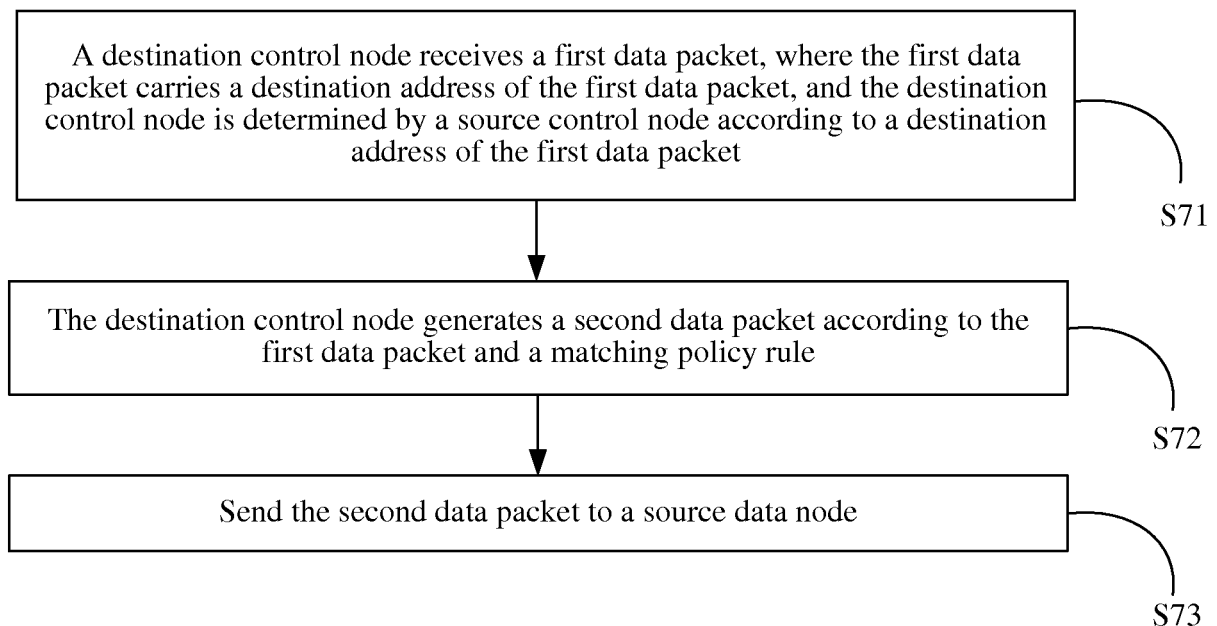 A destination control node receives a first data packet, where the first data
packet carries a destination address of the first data packet, and the destination
control node is determined by a source control node according to a destination
address of the first data packet
S71
The destination control node generates a second data packet according to the
first data packet and a matching policy rule
S72
Send the second data packet to a source data node
S73